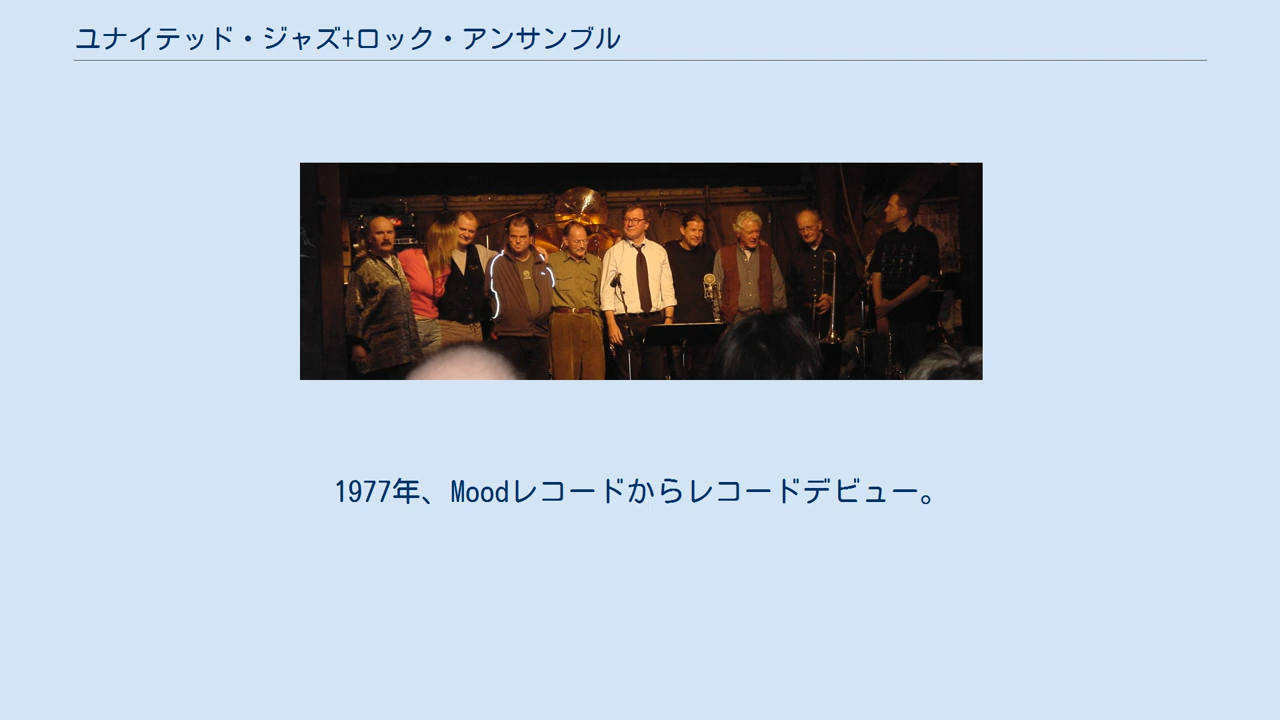 ユナイテッド・ジャズ+ロック・アンサンブル
1977年、Moodレコードからレコードデビュー。